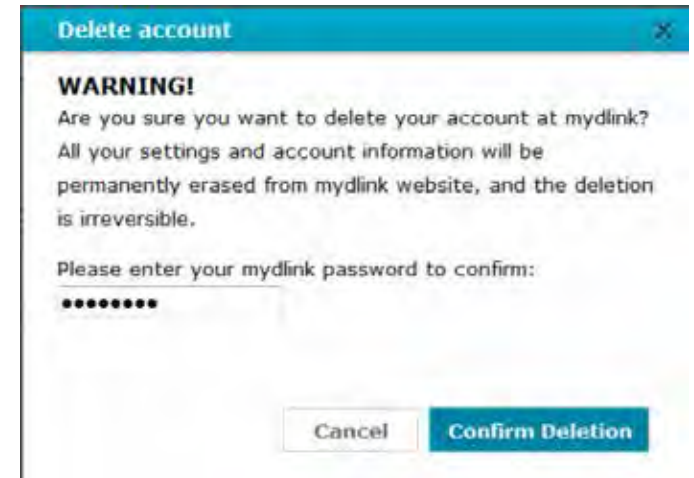 Delete account
WARNING!
Are you sure you want to delete your account at mydlink?
All your settings and account information will be
permanently erased from mydlink website, and the deletion
is irreversible.
Please enter your mydlink password to confirm:
●●●●●●●●●
Cancel Confirm Deletion